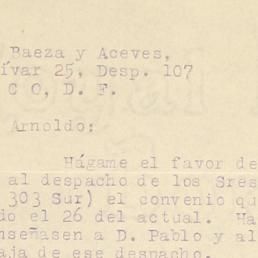 Baeza y Aceves,
ívar 25, Desp. 107
C O, D. F.
Arnoldo:
Hágame el favor de
al despacho de los Sres
303 Sur) el convenio qu
do el 26 del actual. Ha
nseñasen a D. Pablo y al
aja de ese despacho.